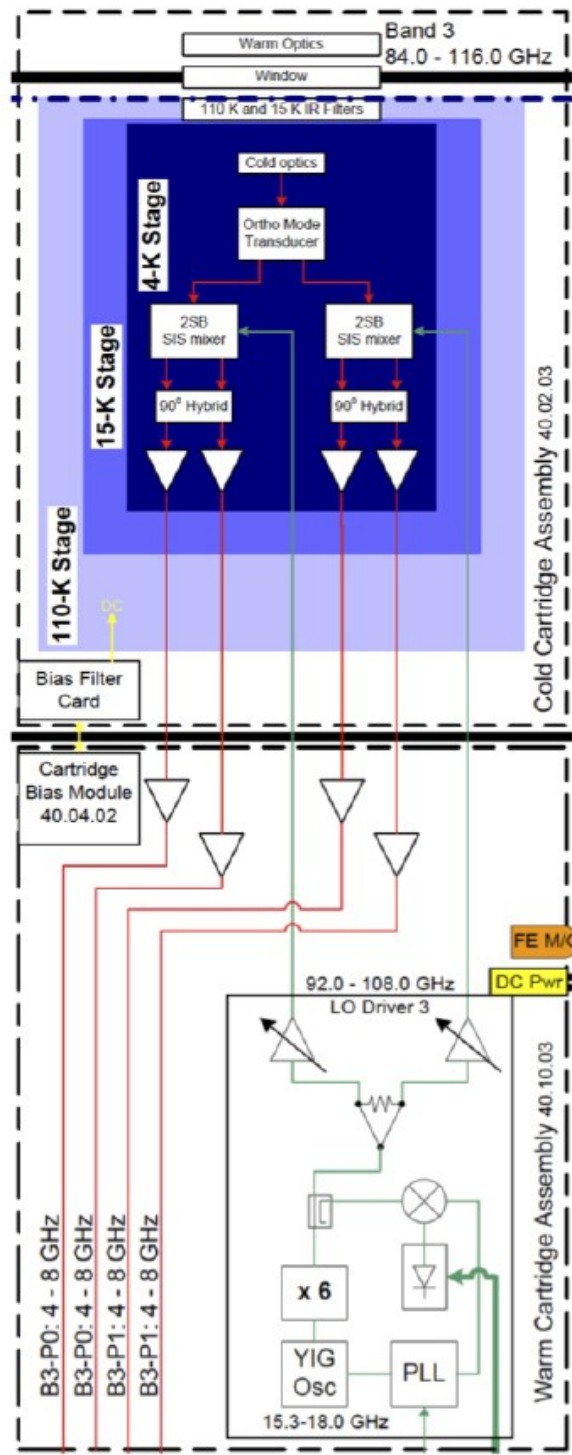 Band 3
84.0 - 116.0 GHz
Warm Optics
Window
110 K and 15 K IR Filters
Cold optics
Ortho Mode
Transducer
4-K Stage
2SB
SIS mixer
2SB
SIS mixer
15-K Stage
90° Hybrid
90° Hybrid
110-K Stage
Cold Cartridge Assembly 40.02.03
DC
Bias Filter
Card
Cartridge
Bias Module
40.04.02
FE M/C
DC Pwr
92.0 - 108.0 GHz
LO Driver 3
Warm Cartridge Assembly 40.10.03
B3-P0: 4 - 8 GHz
B3-P0: 4 - 8 GHz
B3-P1: 4 - 8 GHz
B3-P1: 4 - 8 GHz
x 6
YIG
Osc
PLL
15.3-18.0 GHz